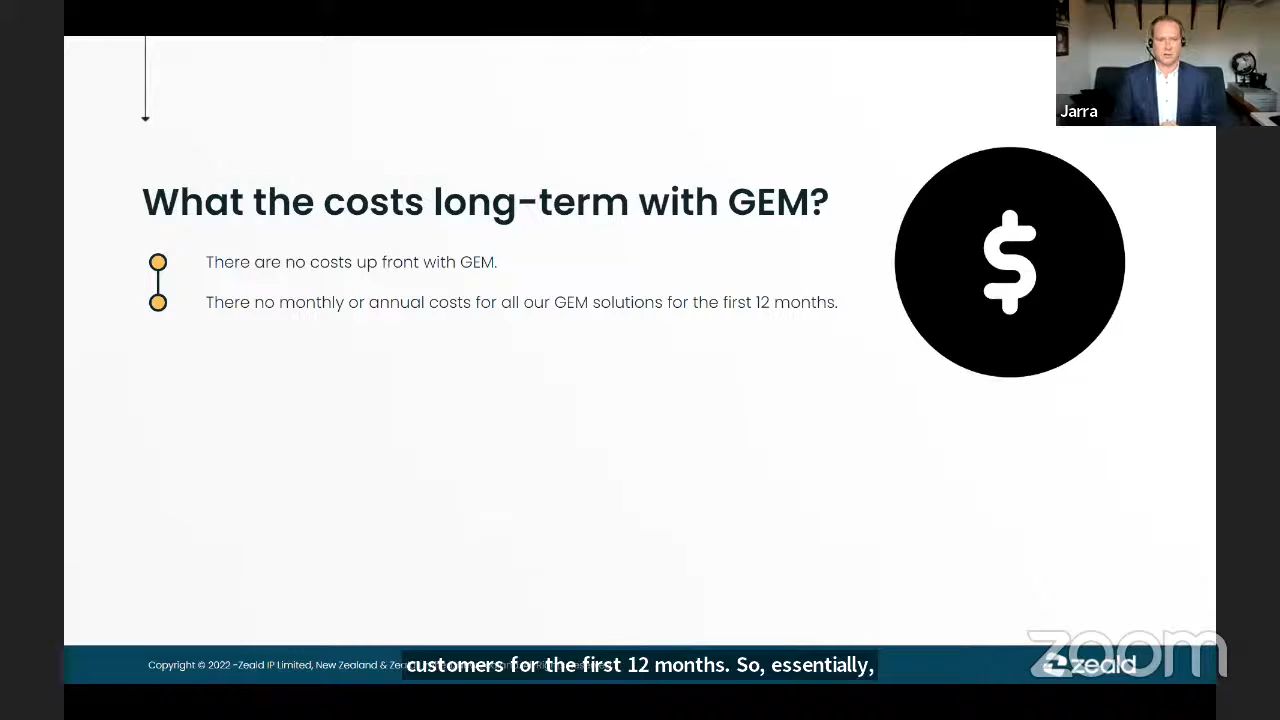 Jarra
What the costs long-term with GEM?
There are no costs up front with GEM.
There no monthly or annual costs for all our GEM solutions for the first 12 months.
Copyright © 2022 -Zeald IP Limited, New Zealand &
customers for the first 12 months. So, essentially,
zeald
zoom